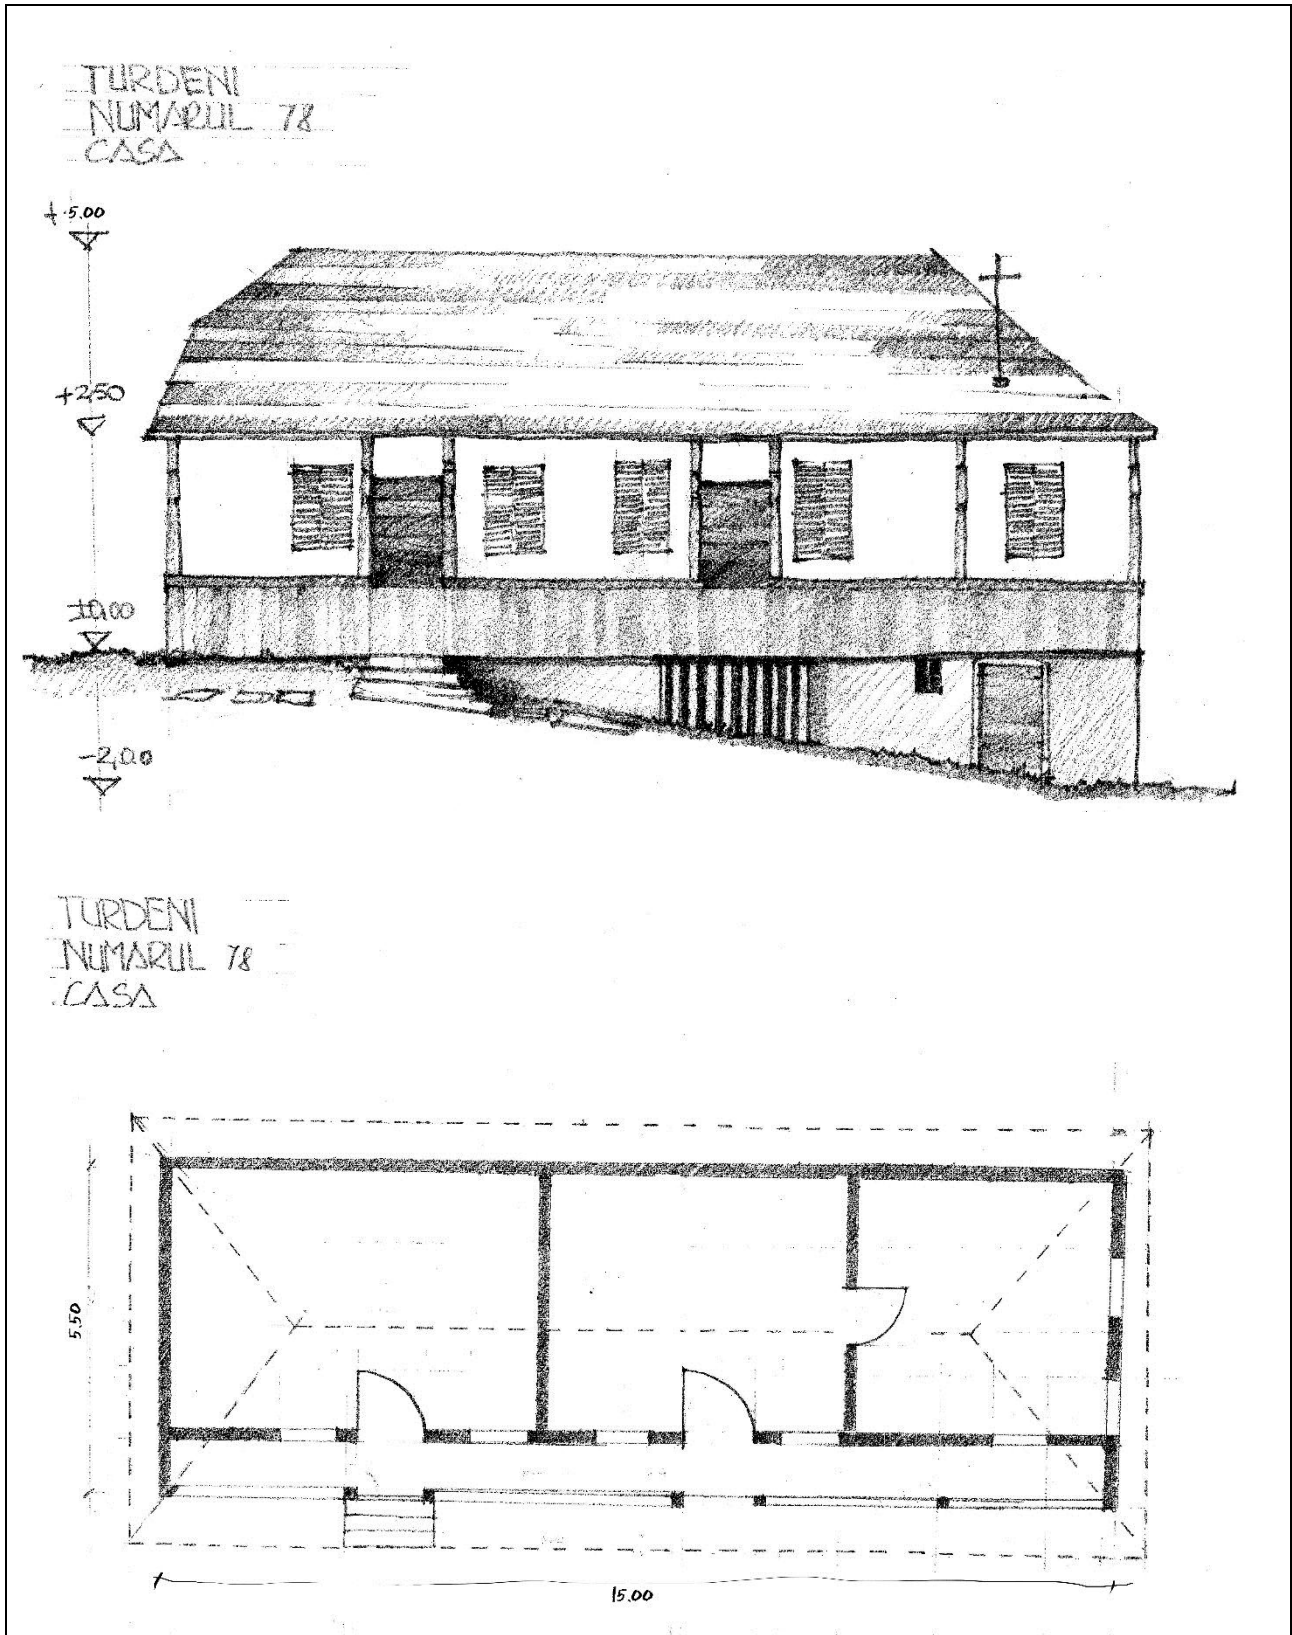 TURDENI
NUMARUL 78
CASA
+5.00
+2,50
±0,00
-2,00
TURDENI
NUMARUL 78
CASA
5.50
15.00